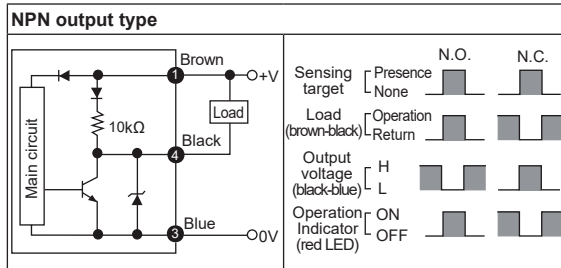 NPN output type
Brown
1
+V
Load
10kΩ
Black
4
Main circuit
Blue
3
0V
N.O.
N.C.
Sensing target
Presence
None
Load
(brown-black)
Operation
Return
Output voltage
(black-blue)
H
L
Operation Indicator
(red LED)
ON
OFF